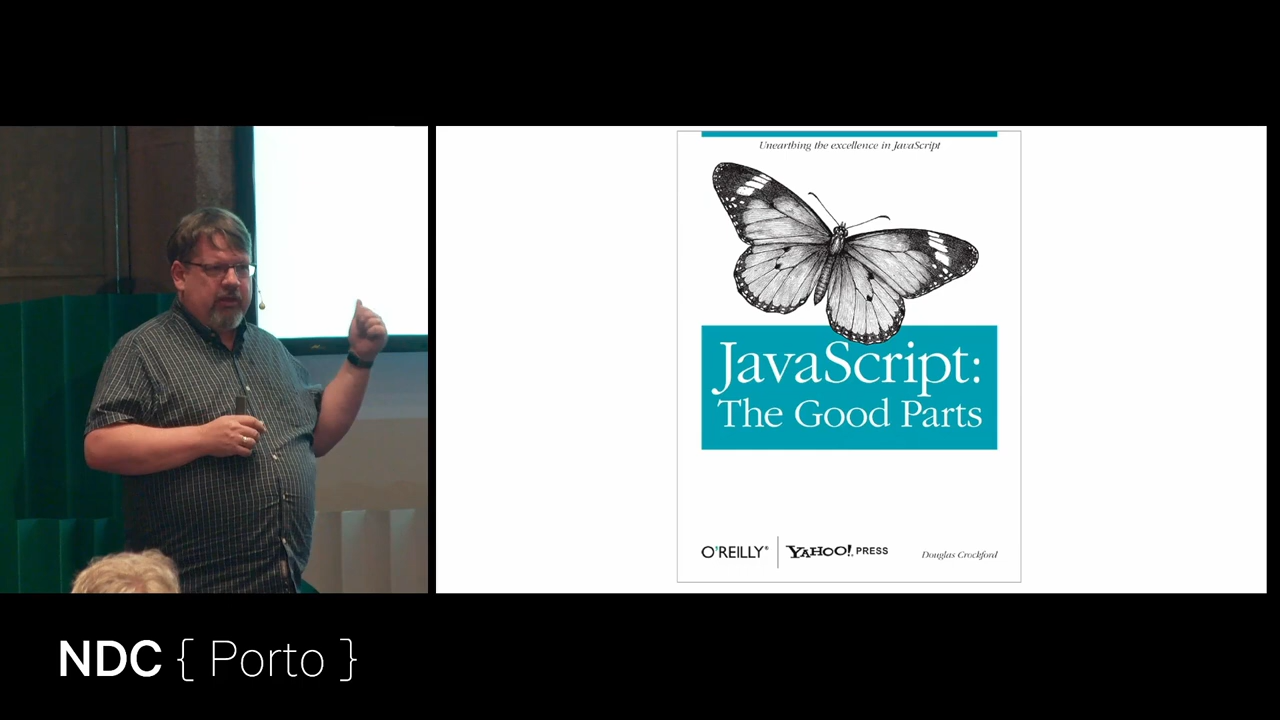 Unearthing the excellence in JavaScript
JavaScript:
The Good Parts
O'REILLY® YAHOO! PRESS Douglas Crockford
NDC { Porto }